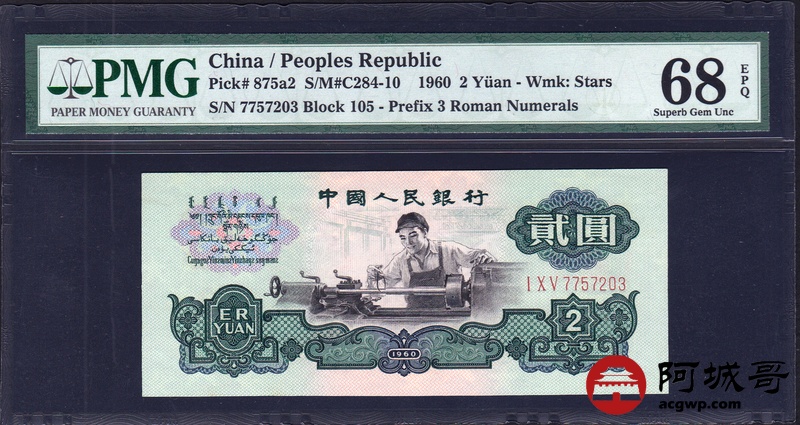 PMG
PAPER MONEY GUARANTY
China / Peoples Republic
Pick# 875a2 S/M#C284-10 1960 2 Yüan - Wmk: Stars
S/N 7757203 Block 105 - Prefix 3 Roman Numerals
68
EPQ
Superb Gem Unc
中國人民銀行
貳圓
I X V 7757203
ER
YUAN
1960
2
阿城哥
acgwp.com